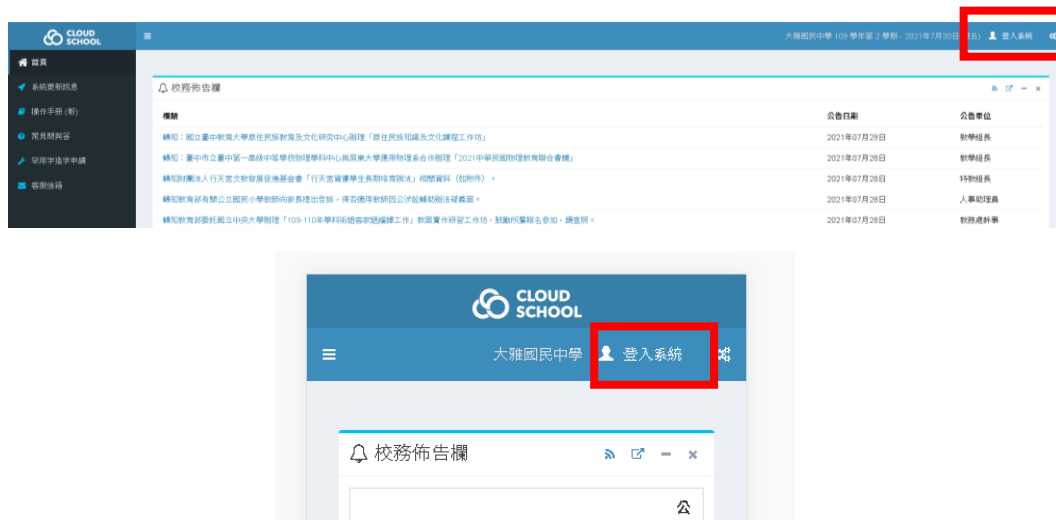 CLOUD
SCHOOL
大雅國民中學 109 學年第 2 學期 - 2021年7月30日
登入系統
首頁
系統更新訊息
操作手冊 (新)
常見問與答
罕用字造字申請
客服信箱
校務佈告欄
標題 公告日期 公告單位
轉知：國立臺中教育大學原住民族教育及文化研究中心辦理「原住民族知識及文化課程工作坊」 2021年07月29日 教學組長
轉知：臺中市立臺中第一高級中等學校物理學科中心與屏東大學應用物理系合作辦理「2021中華民國物理教育聯合會議」 2021年07月28日 教學組長
轉知財團法人行天宮文教發展促進基金會「行天宮資優學生長期培育辦法」相關資料（如附件）。 2021年07月28日 特教組長
轉知教育部有關公立國民小學教師向家長提出告訴，得否適用教師因公涉訟輔助辦法疑義案。 2021年07月28日 人事助理員
轉知教育部委託國立中央大學辦理「109-110年學科術語客家語編譯工作」教案實作研習工作坊，鼓勵所屬報名參加，請查照。 2021年07月28日 教務處幹事
CLOUD
SCHOOL
大雅國民中學 登入系統
校務佈告欄
公